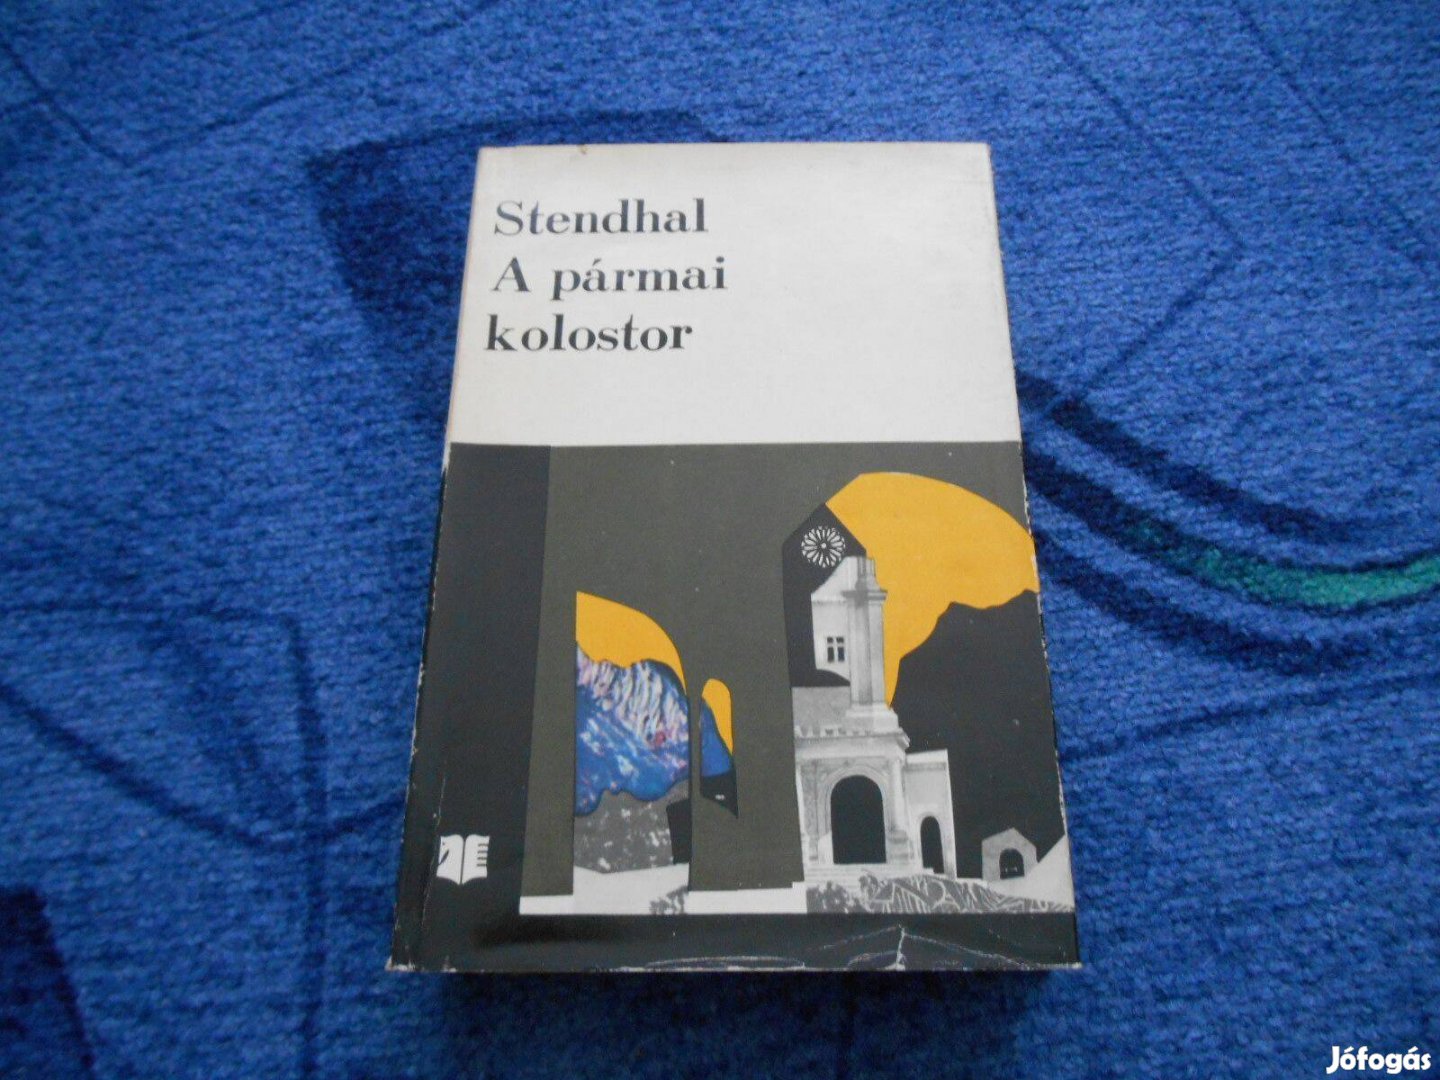 Stendhal
A pármai
kolostor
Jófogás